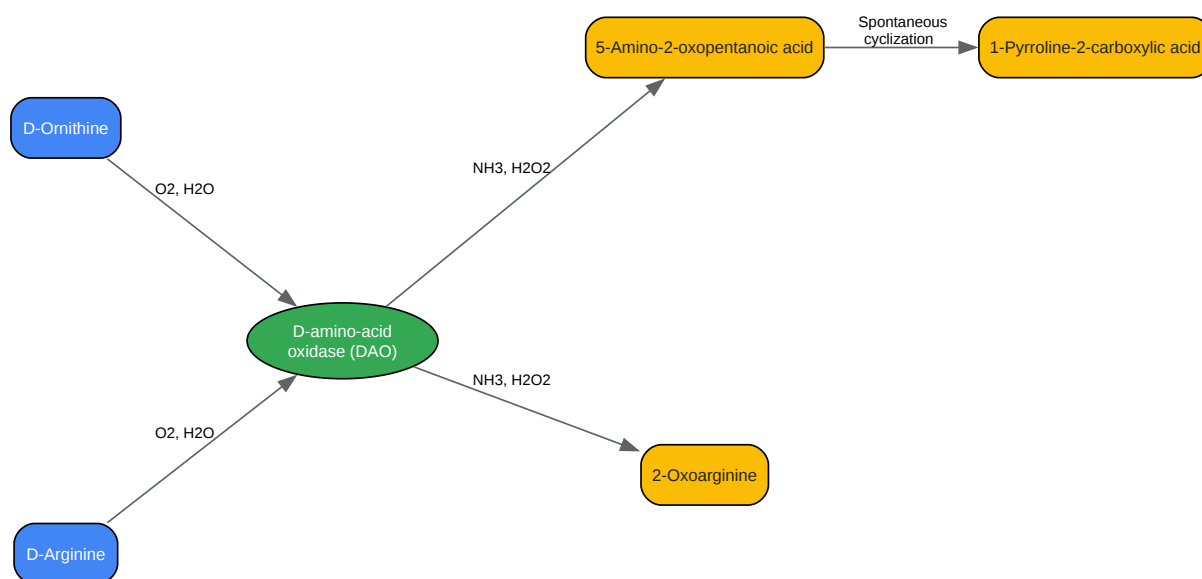 Spontaneous
cyclization
5-Amino-2-oxopentanoic acid
1-Pyrroline-2-carboxylic acid
D-Ornithine
NH3, H2O2
O2, H2O
D-amino-acid
oxidase (DAO)
NH3, H2O2
O2, H2O
2-Oxoarginine
D-Arginine